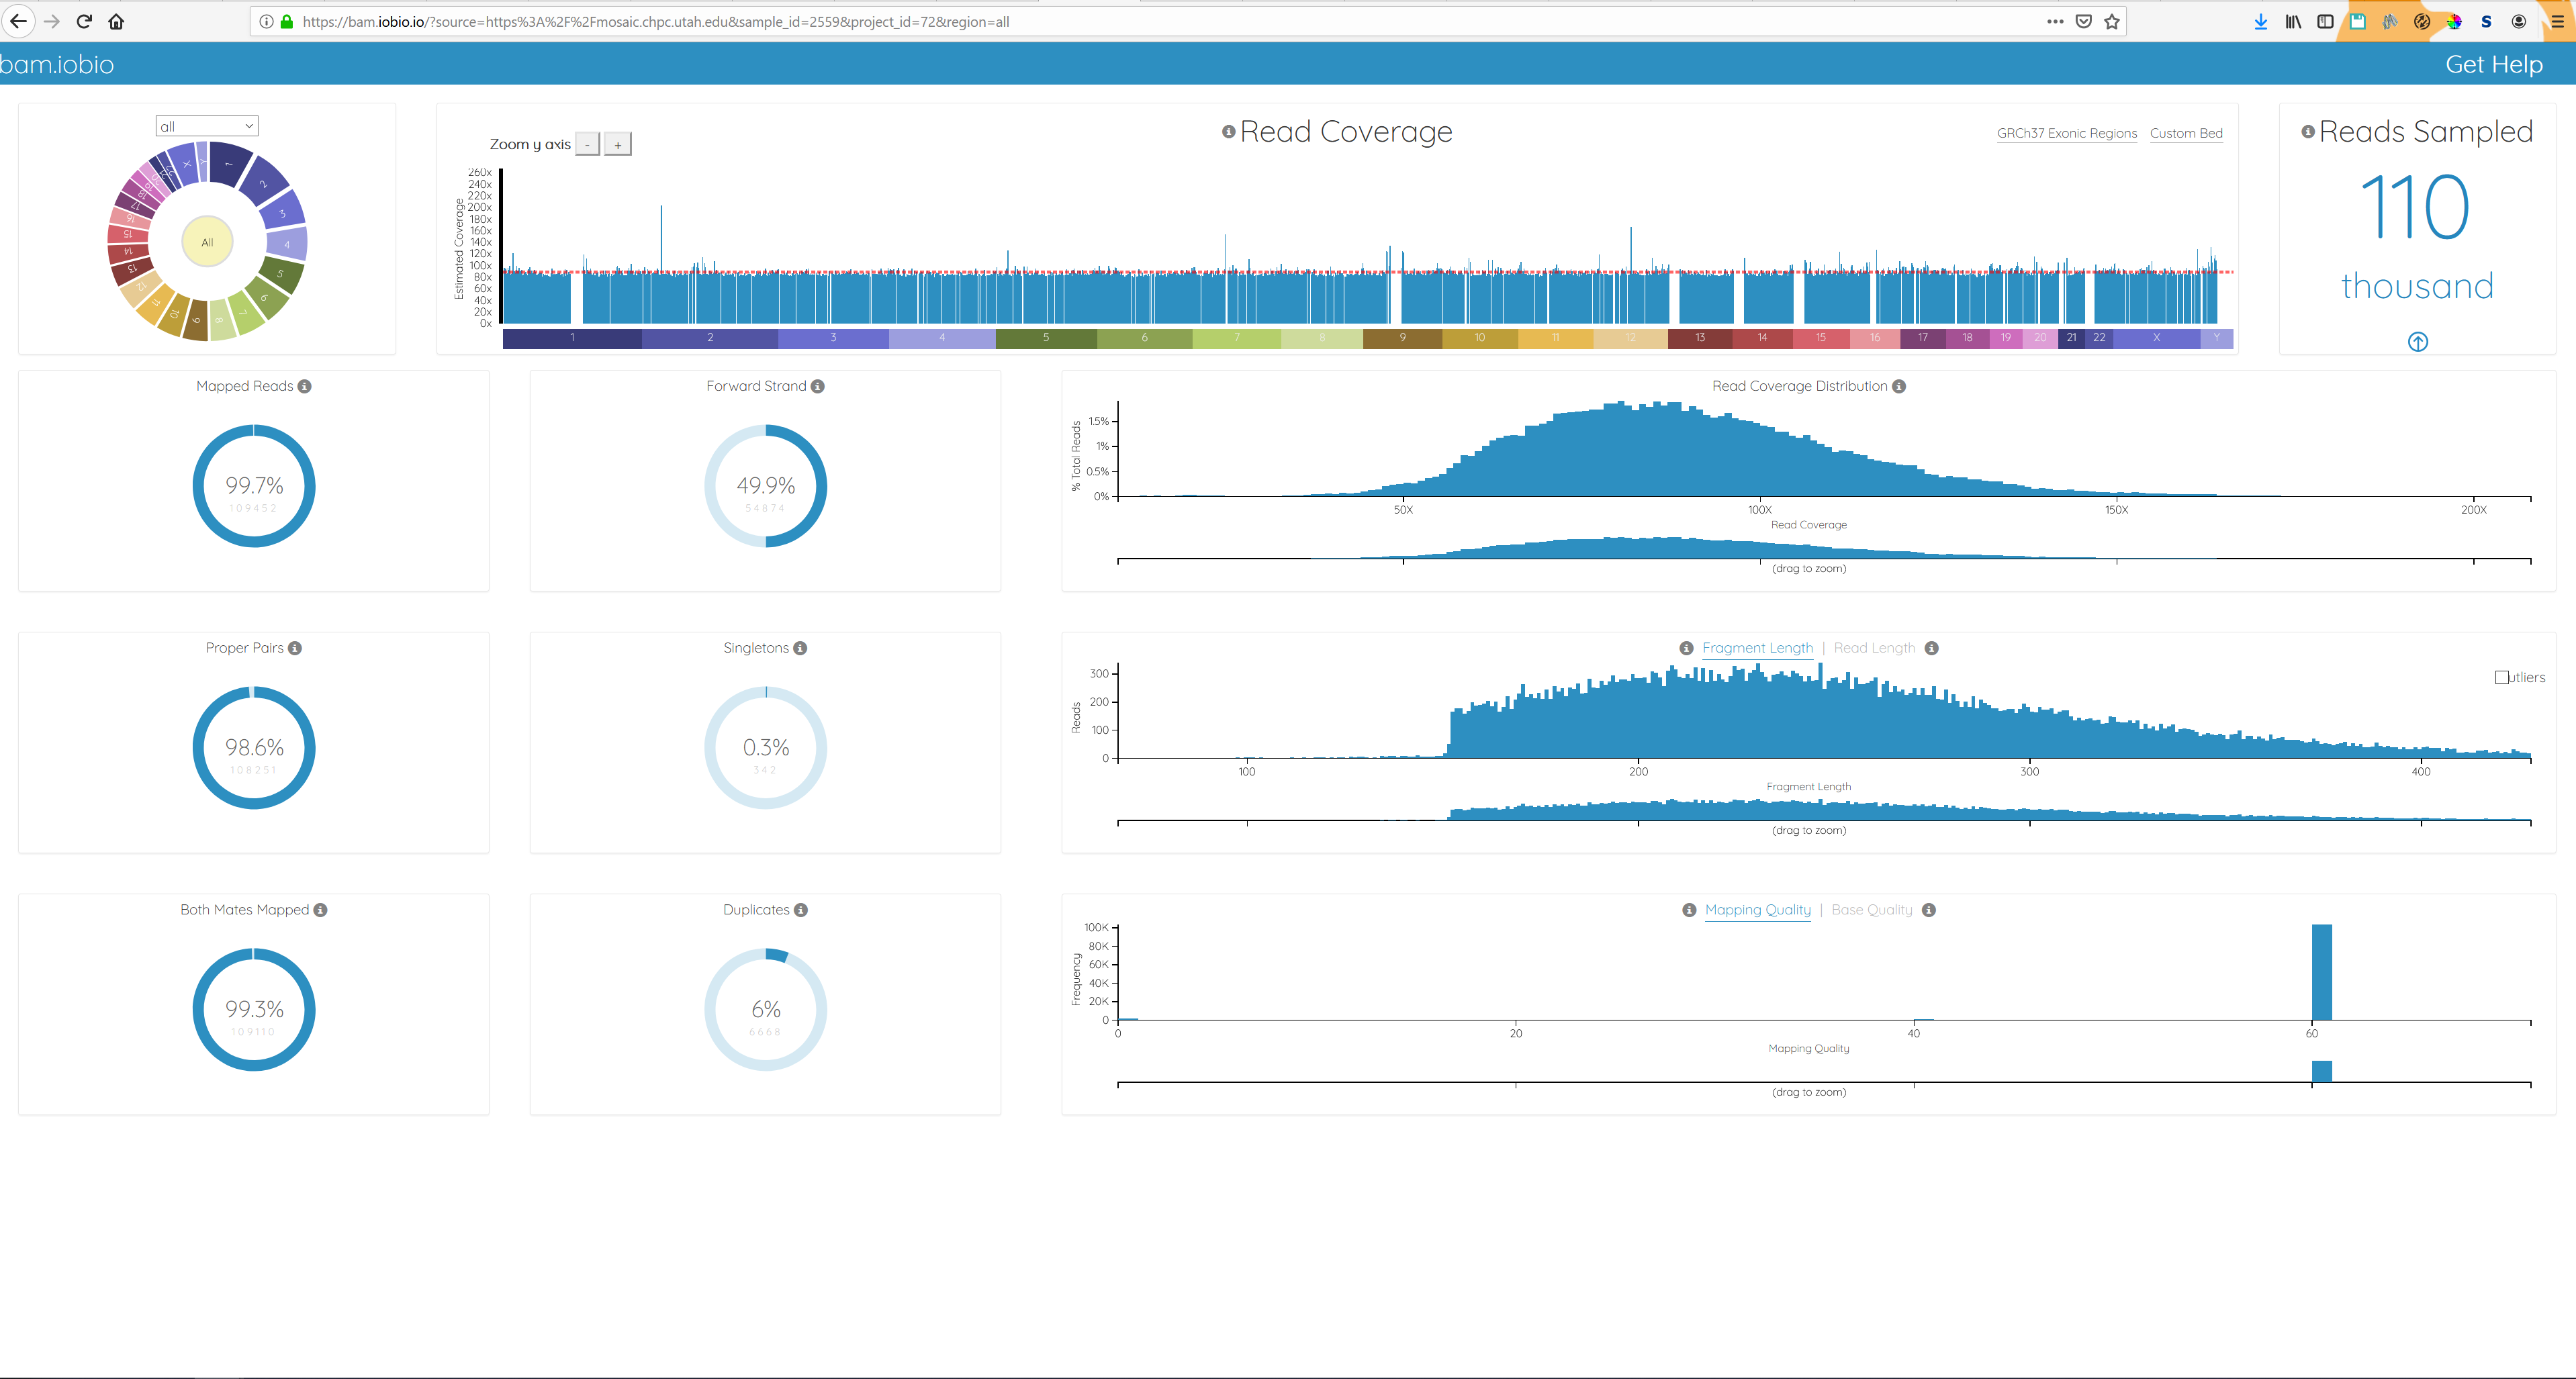 https://bam.iobio.io/?source=https%3A%2F%2Fmosaic.chpc.utah.edu&sample_id=2559&project_id=72&region=all
S
bam.iobio
Get Help
all
1
2
3
4
5
6
7
8
9
10
11
12
13
14
15
16
17
18
X
Y
All
Zoom y axis - +
Read Coverage
GRCh37 Exonic Regions Custom Bed
Estimated Coverage
260x
240x
220x
200x
180x
160x
140x
120x
100x
80x
60x
40x
20x
0x
1 2 3 4 5 6 7 8 9 10 11 12 13 14 15 16 17 18 19 20 21 22 X Y
Reads Sampled
110
thousand
Mapped Reads
99.7%
109452
Forward Strand
49.9%
54874
Read Coverage Distribution
% Total Reads
1.5%
1%
0.5%
0%
50X 100X 150X 200X
Read Coverage
(drag to zoom)
Proper Pairs
98.6%
108251
Singletons
0.3%
342
Fragment Length | Read Length
utliers
Reads
300
200
100
0
100 200 300 400
Fragment Length
(drag to zoom)
Both Mates Mapped
99.3%
109110
Duplicates
6%
6668
Mapping Quality | Base Quality
Frequency
100K
80K
60K
40K
20K
0
0 20 40 60
Mapping Quality
(drag to zoom)